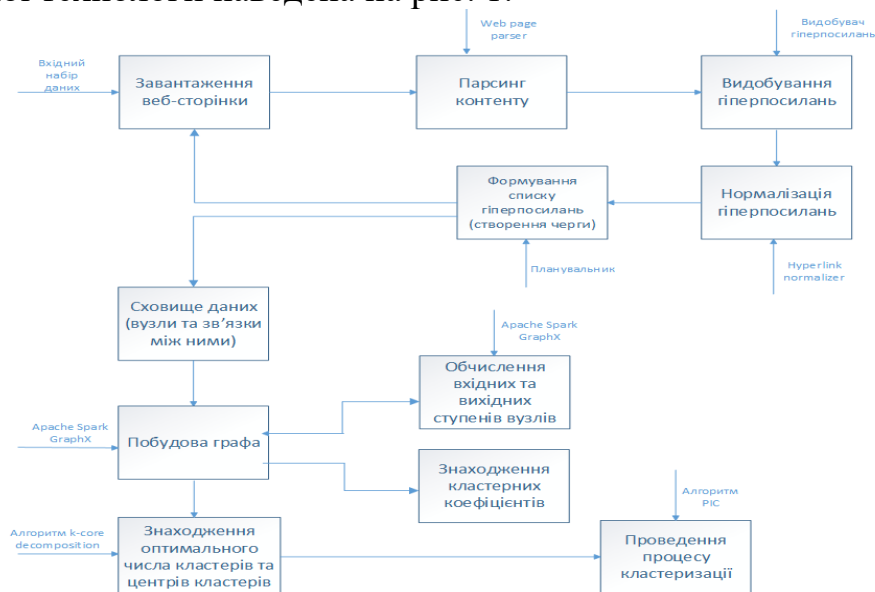 Web page
parser
Видобувач
гіперпосилань
Вхідний
набір
даних
Завантаження
веб-сторінки
Парсинг
контенту
Видобування
гіперпосилань
Формування
списку
гіперпосилань
(створення черги)
Нормалізація
гіперпосилань
Планувальник
Hyperlink
normalizer
Сховище даних
(вузли та зв’язки
між ними)
Apache Spark
GraphX
Обчислення
вхідних та
вихідних
ступенів вузлів
Apache Spark
GraphX
Побудова графа
Знаходження
кластерних
коефіцієнтів
Алгоритм
PIC
Алгоритм k-core
decomposition
Знаходження
оптимального
числа кластерів та
центрів кластерів
Проведення
процесу
кластеризації